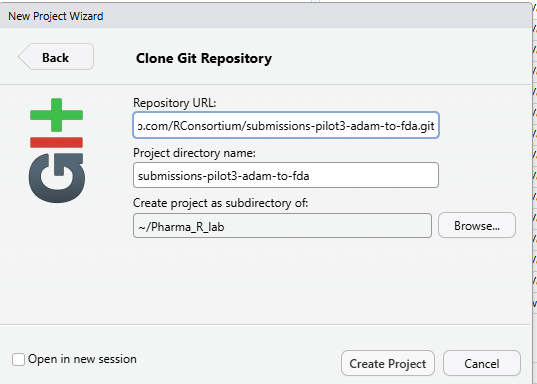 New Project Wizard
Back
Clone Git Repository
Repository URL:
o.com/RConsortium/submissions-pilot3-adam-to-fda.git
Project directory name:
submissions-pilot3-adam-to-fda
Create project as subdirectory of:
~/Pharma_R_lab
Browse...
GIt
Open in new session
Create Project
Cancel